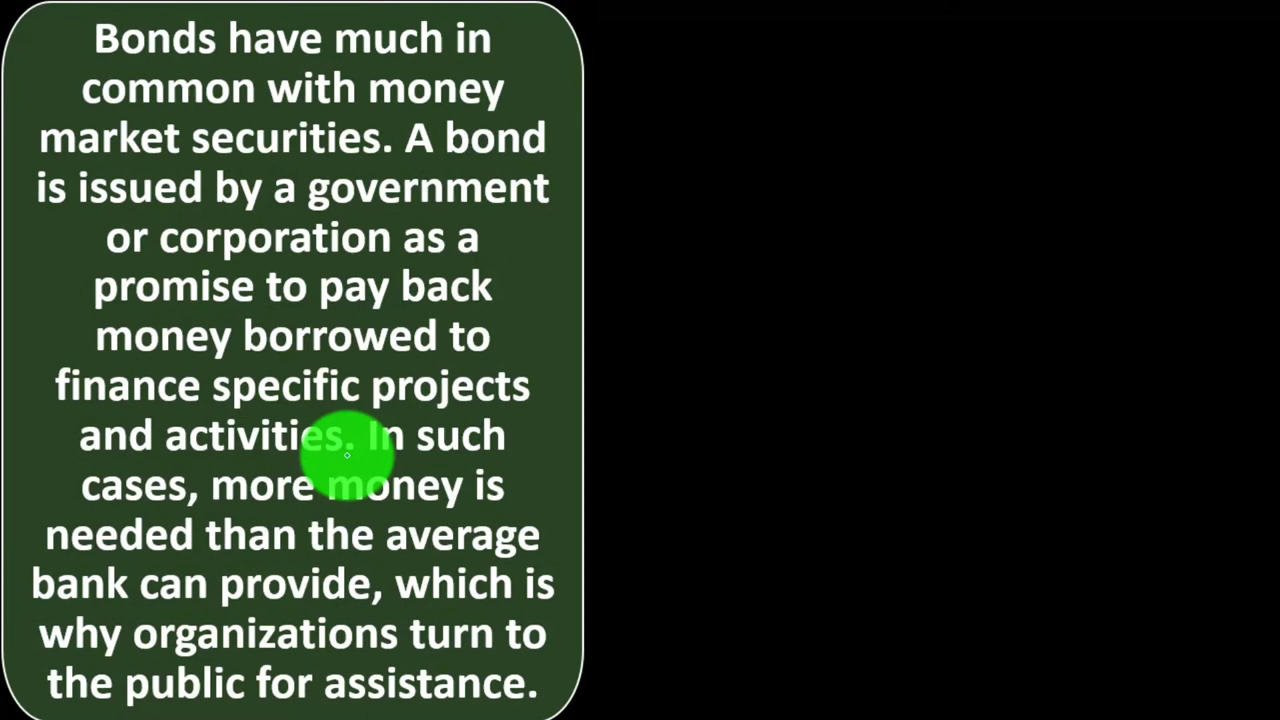 Bonds have much in
common with money
market securities. A bond
is issued by a government
or corporation as a
promise to pay back
money borrowed to
finance specific projects
and activities. In such
cases, more money is
needed than the average
bank can provide, which is
why organizations turn to
the public for assistance.